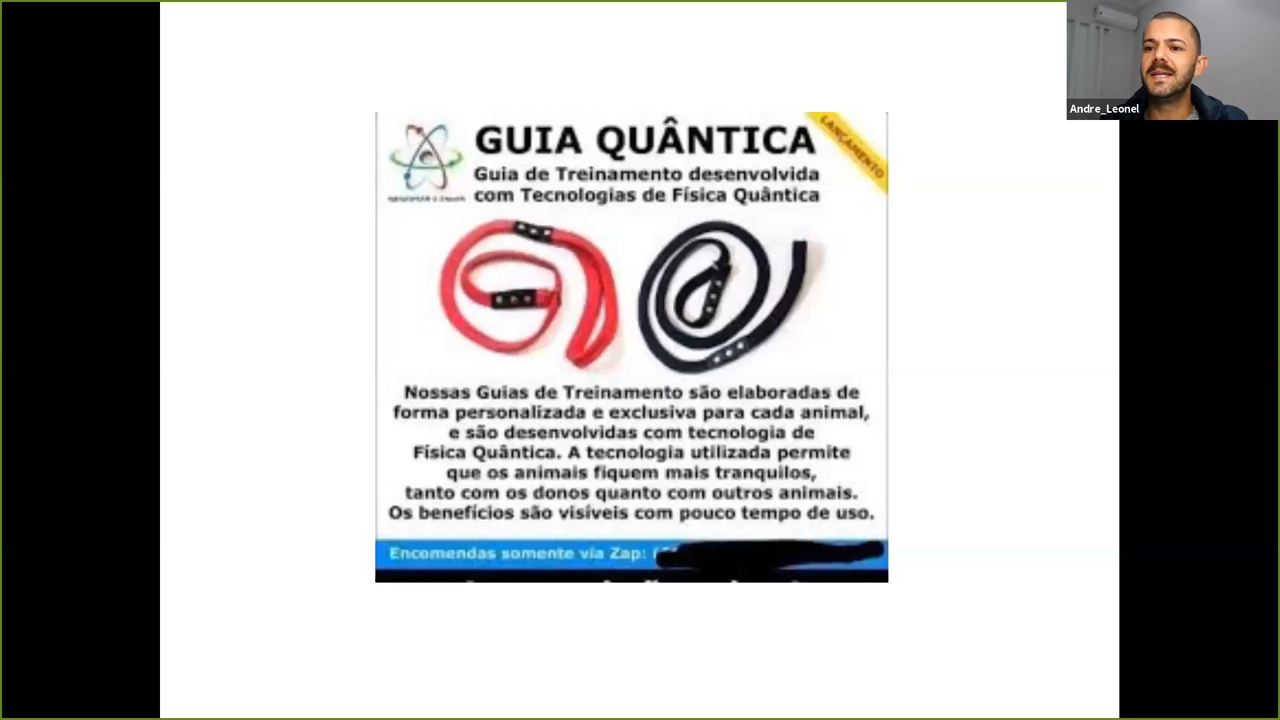 Andre_Leonel
LANÇAMENTO
GUIA QUÂNTICA
Guia de Treinamento desenvolvida
com Tecnologias de Física Quântica
Nossas Guias de Treinamento são elaboradas de
forma personalizada e exclusiva para cada animal,
e são desenvolvidas com tecnologia de
Física Quântica. A tecnologia utilizada permite
que os animais fiquem mais tranquilos,
tanto com os donos quanto com outros animais.
Os benefícios são visíveis com pouco tempo de uso.
Encomendas somente via Zap: